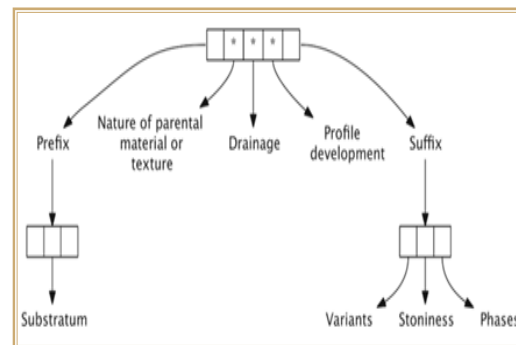 * * *
Nature of parental
material or
texture
Prefix
Drainage
Profile
development
Suffix
Substratum
Variants
Stoniness
Phases